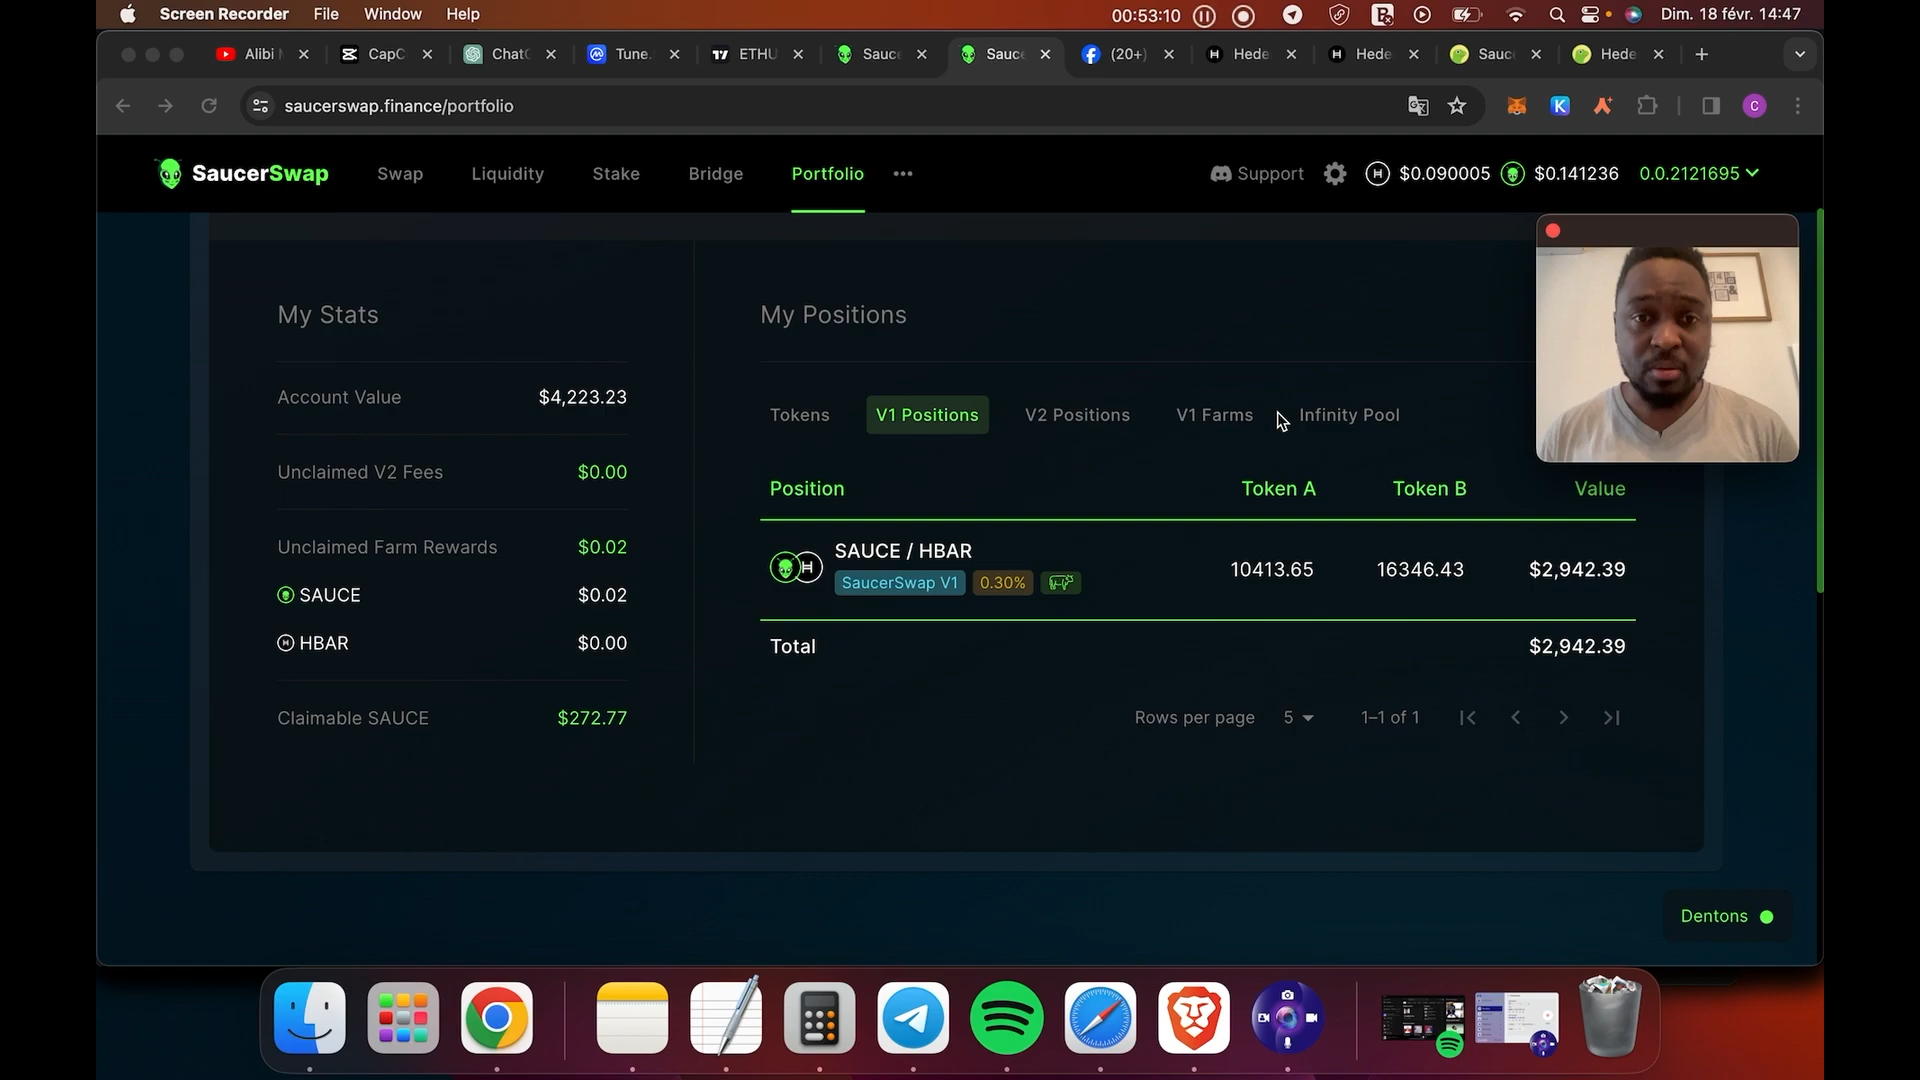 Screen Recorder File Window Help 00:53:10 Dim. 18 févr. 14:47
Alibi CapC ChatG Tune. ETHU Sauce Sauce (20+) Hede Hede Sauc Hede
saucerswap.finance/portfolio C
SaucerSwap Swap Liquidity Stake Bridge Portfolio ••• Support $0.090005 $0.141236 0.0.2121695
My Stats
Account Value $4,223.23
Unclaimed V2 Fees $0.00
Unclaimed Farm Rewards $0.02
SAUCE $0.02
HBAR $0.00
Claimable SAUCE $272.77
My Positions
Tokens V1 Positions V2 Positions V1 Farms Infinity Pool
Position Token A Token B Value
SAUCE / HBAR 10413.65 16346.43 $2,942.39
SaucerSwap V1 0.30%
Total $2,942.39
Rows per page 5 1–1 of 1
Dentons